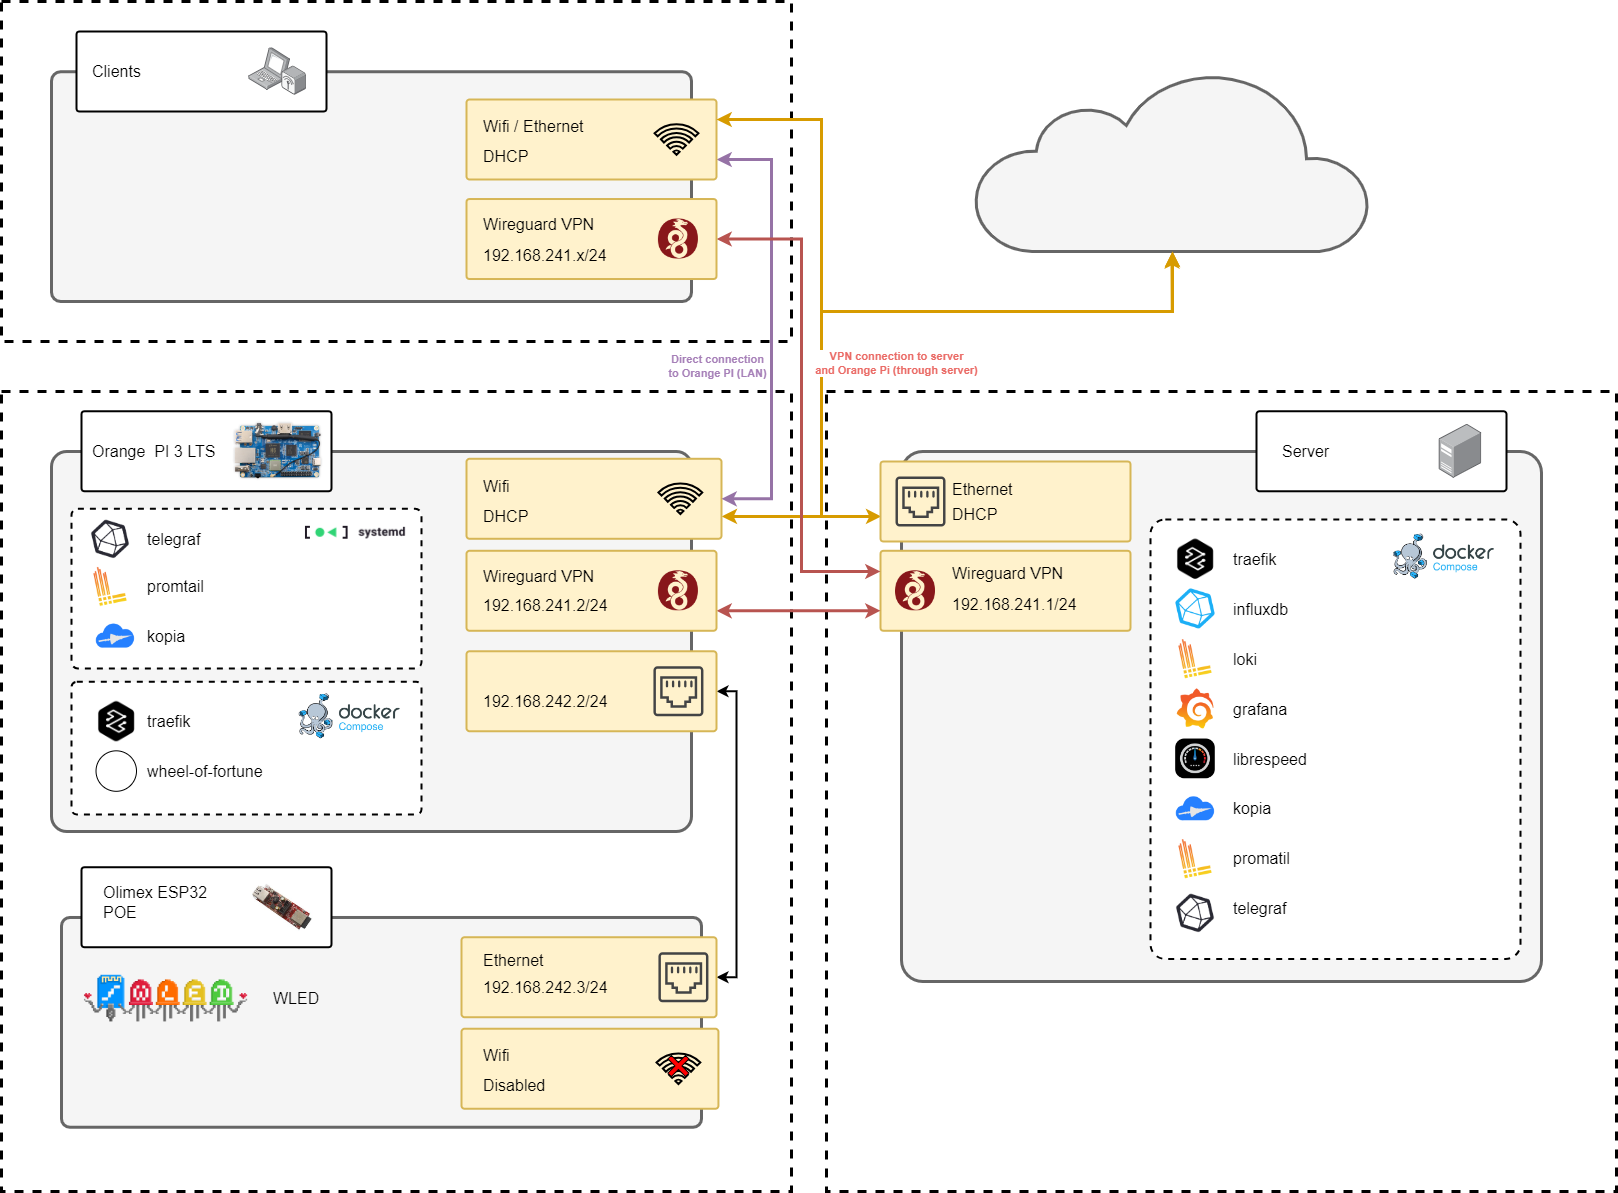 Clients
Wifi / Ethernet
DHCP
Wireguard VPN
192.168.241.x/24
Direct connection
to Orange PI (LAN)
VPN connection to server
and Orange Pi (through server)
Orange  PI 3 LTS
Wifi
DHCP
telegraf
systemd
promtail
kopia
Wireguard VPN
192.168.241.2/24
192.168.242.2/24
traefik
docker
Compose
wheel-of-fortune
Olimex ESP32
POE
WLED
WLED
Ethernet
192.168.242.3/24
Wifi
Disabled
Server
Ethernet
DHCP
Wireguard VPN
192.168.241.1/24
traefik
docker
Compose
influxdb
loki
grafana
librespeed
kopia
promatil
telegraf